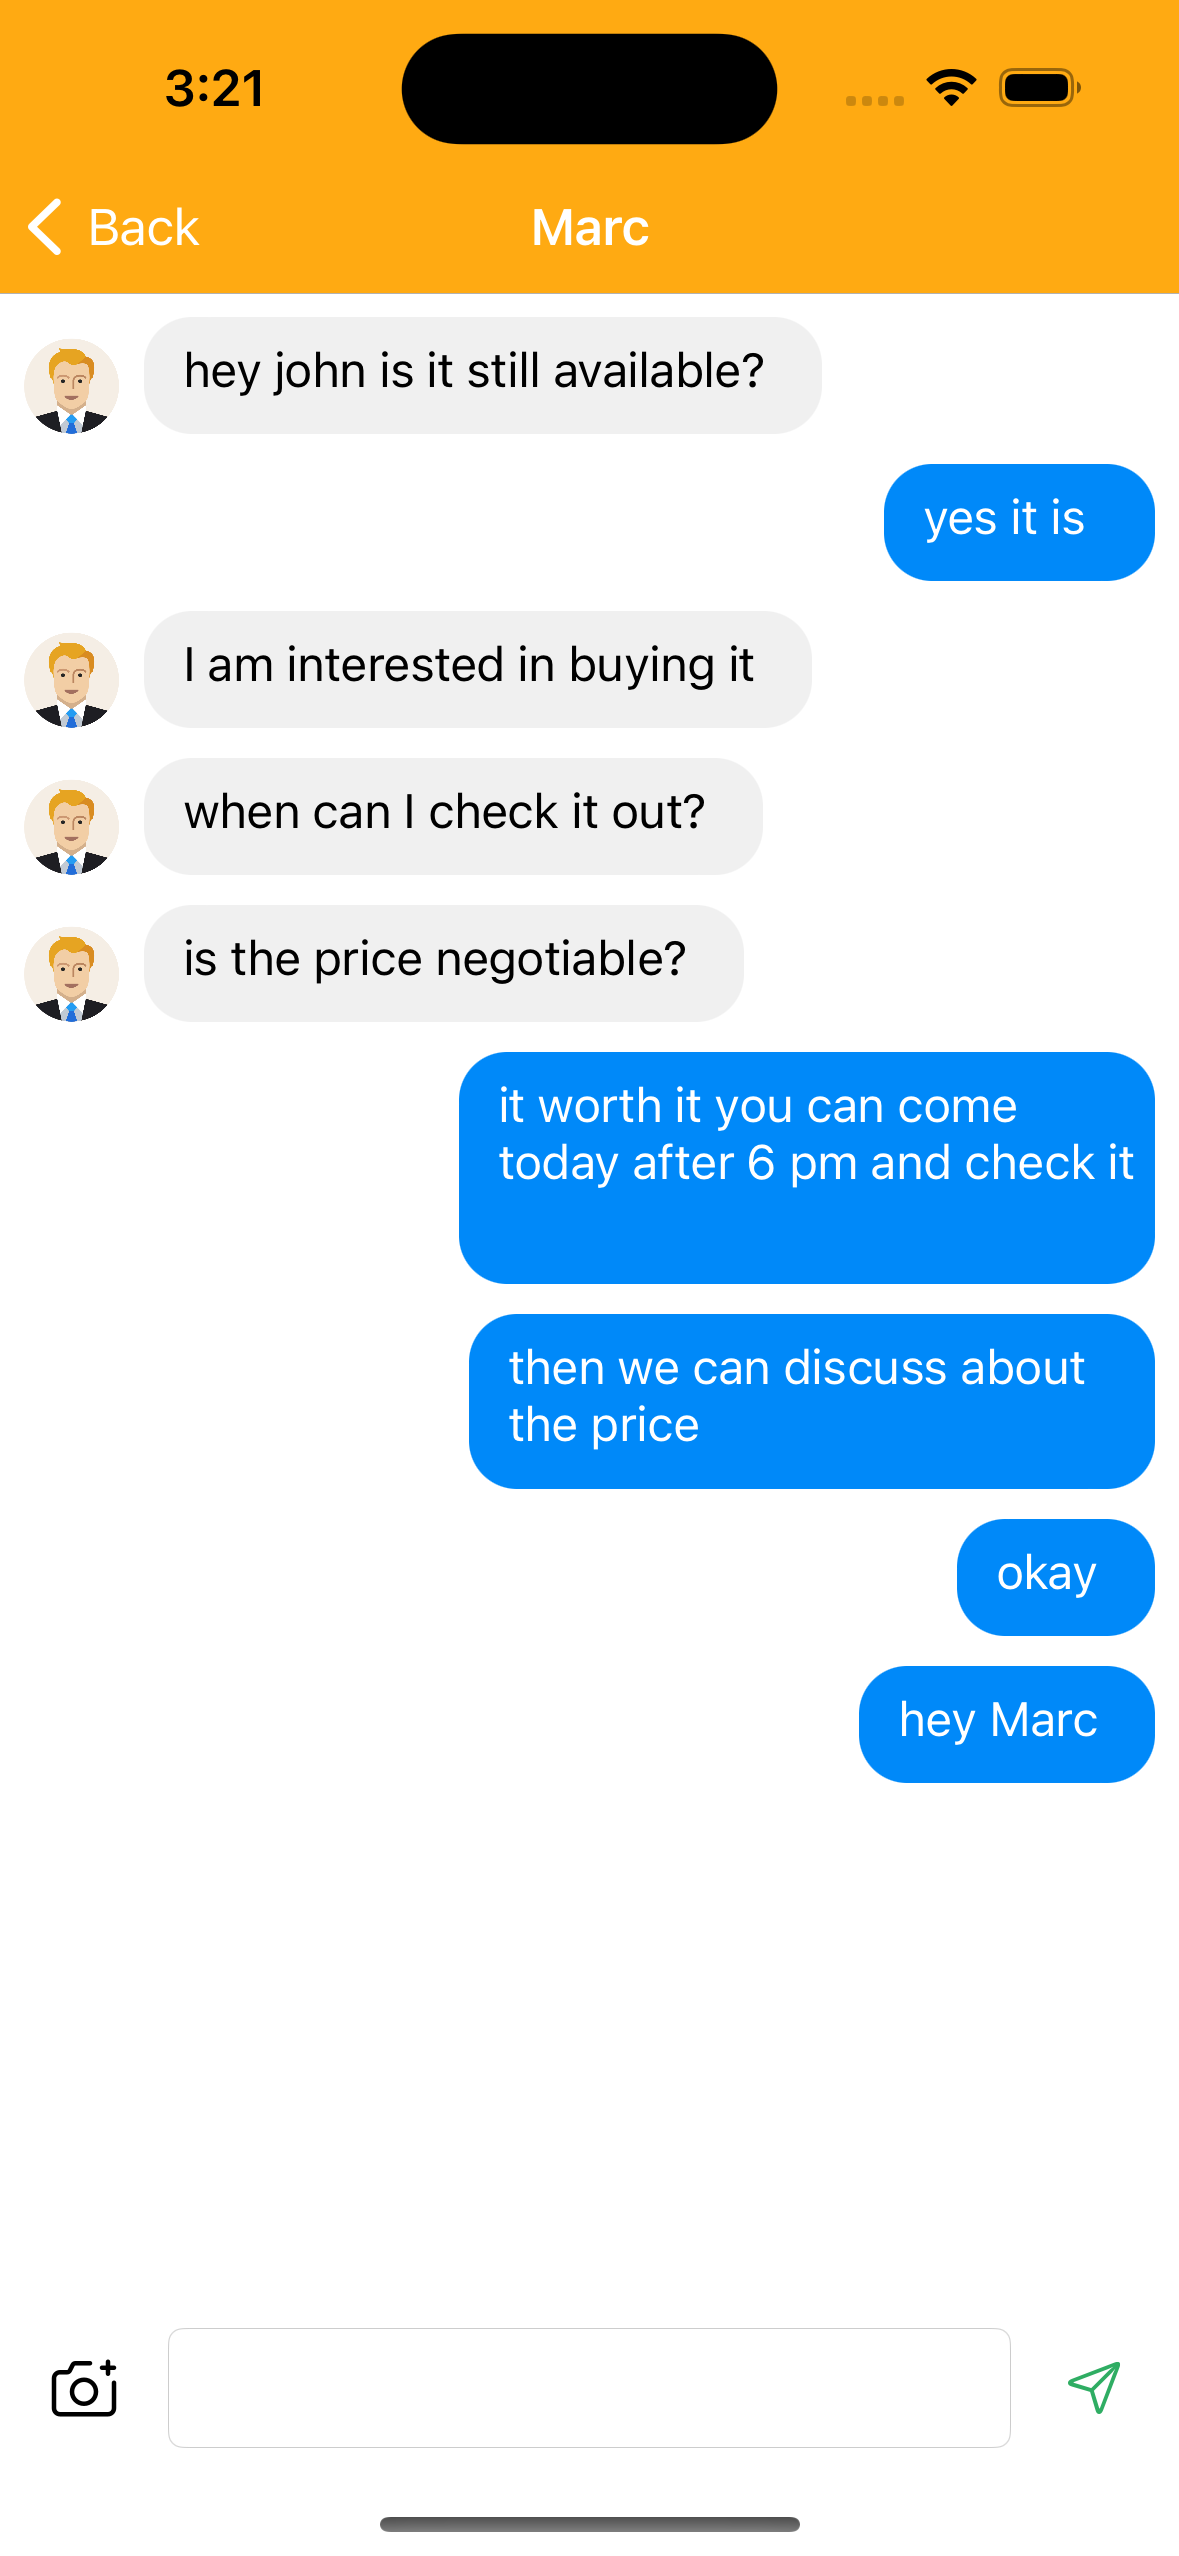 3:21
Back
Marc
hey john is it still available?
yes it is
I am interested in buying it
when can I check it out?
is the price negotiable?
it worth it you can come
today after 6 pm and check it
then we can discuss about
the price
okay
hey Marc